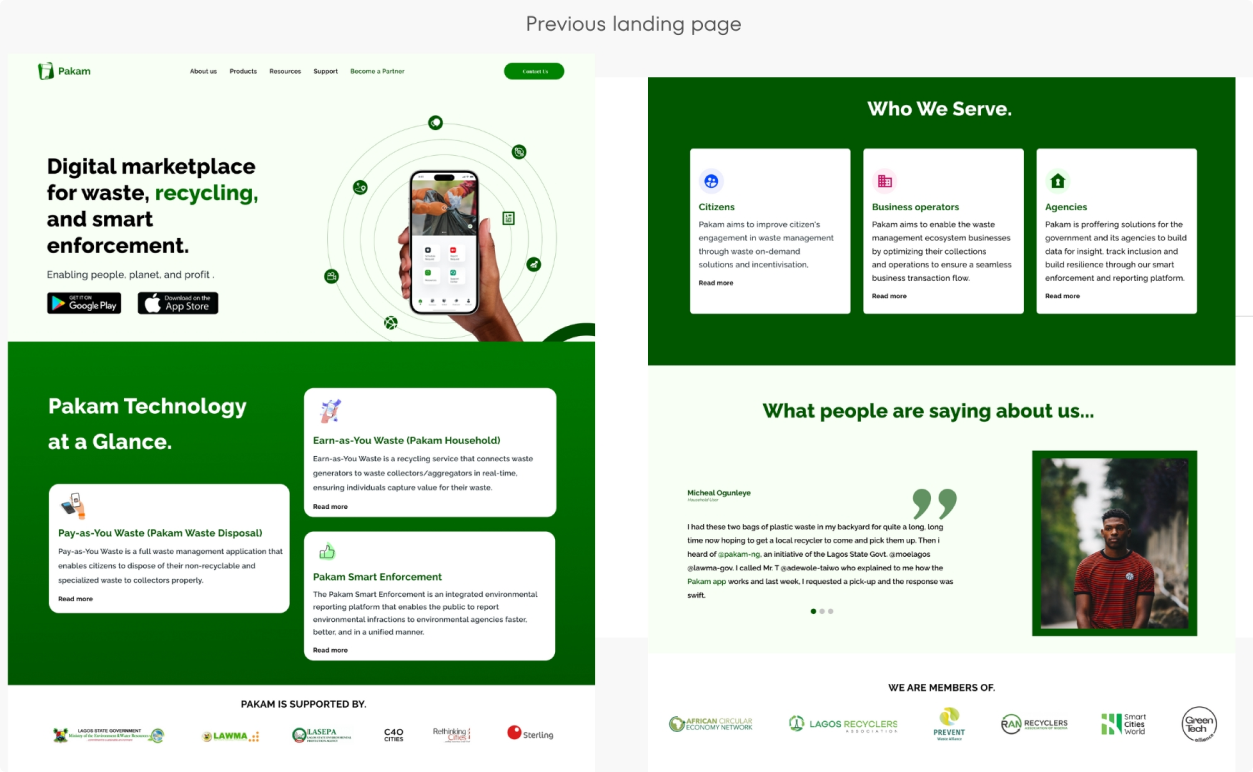 Previous landing page
Pakam
About us Products Resources Support Become a Partner
Contact Us
Digital marketplace
for waste, recycling,
and smart
enforcement.
Enabling people, planet, and profit .
GET IT ON
Google Play
Download on the
App Store
Pakam Technology
at a Glance.
Pay-as-You Waste (Pakam Waste Disposal)
Pay-as-You Waste is a full waste management application that
enables citizens to dispose of their non-recyclable and
specialized waste to collectors properly.
Read more
Earn-as-You Waste (Pakam Household)
Earn-as-You Waste is a recycling service that connects waste
generators to waste collectors/aggregators in real-time,
ensuring individuals capture value for their waste.
Read more
Pakam Smart Enforcement
The Pakam Smart Enforcement is an integrated environmental
reporting platform that enables the public to report
environmental infractions to environmental agencies faster,
better, and in a unified manner.
Read more
PAKAM IS SUPPORTED BY.
LAGOS STATE GOVERNMENT
Ministry of the Environment & Water Resources
LAWMA
LASEPA
C40
CITIES
Rethinking
Cities
Sterling
Who We Serve.
Citizens
Pakam aims to improve citizen's
engagement in waste management
through waste on-demand
solutions and incentivisation.
Read more
Business operators
Pakam aims to enable the waste
management ecosystem businesses
by optimizing their collections
and operations to ensure a seamless
business transaction flow.
Read more
Agencies
Pakam is proffering solutions for the
government and its agencies to build
data for insight, track inclusion and
build resilience through our smart
enforcement and reporting platform.
Read more
What people are saying about us...
Micheal Ogunleye
Household User
I had these two bags of plastic waste in my backyard for quite a long, long
time now hoping to get a local recycler to come and pick them up. Then i
heard of @pakam-ng, an initiative of the Lagos State Govt. @moelagos
@lawma-gov. I called Mr. T @adewole-taiwo who explained to me how the
Pakam app works and last week, I requested a pick-up and the response was
swift.
WE ARE MEMBERS OF.
AFRICAN CIRCULAR
ECONOMY NETWORK
LAGOS RECYCLERS
ASSOCIATION
PREVENT
Waste Alliance
RAN RECYCLERS
Smart
Cities
World
Green
Tech
alliance